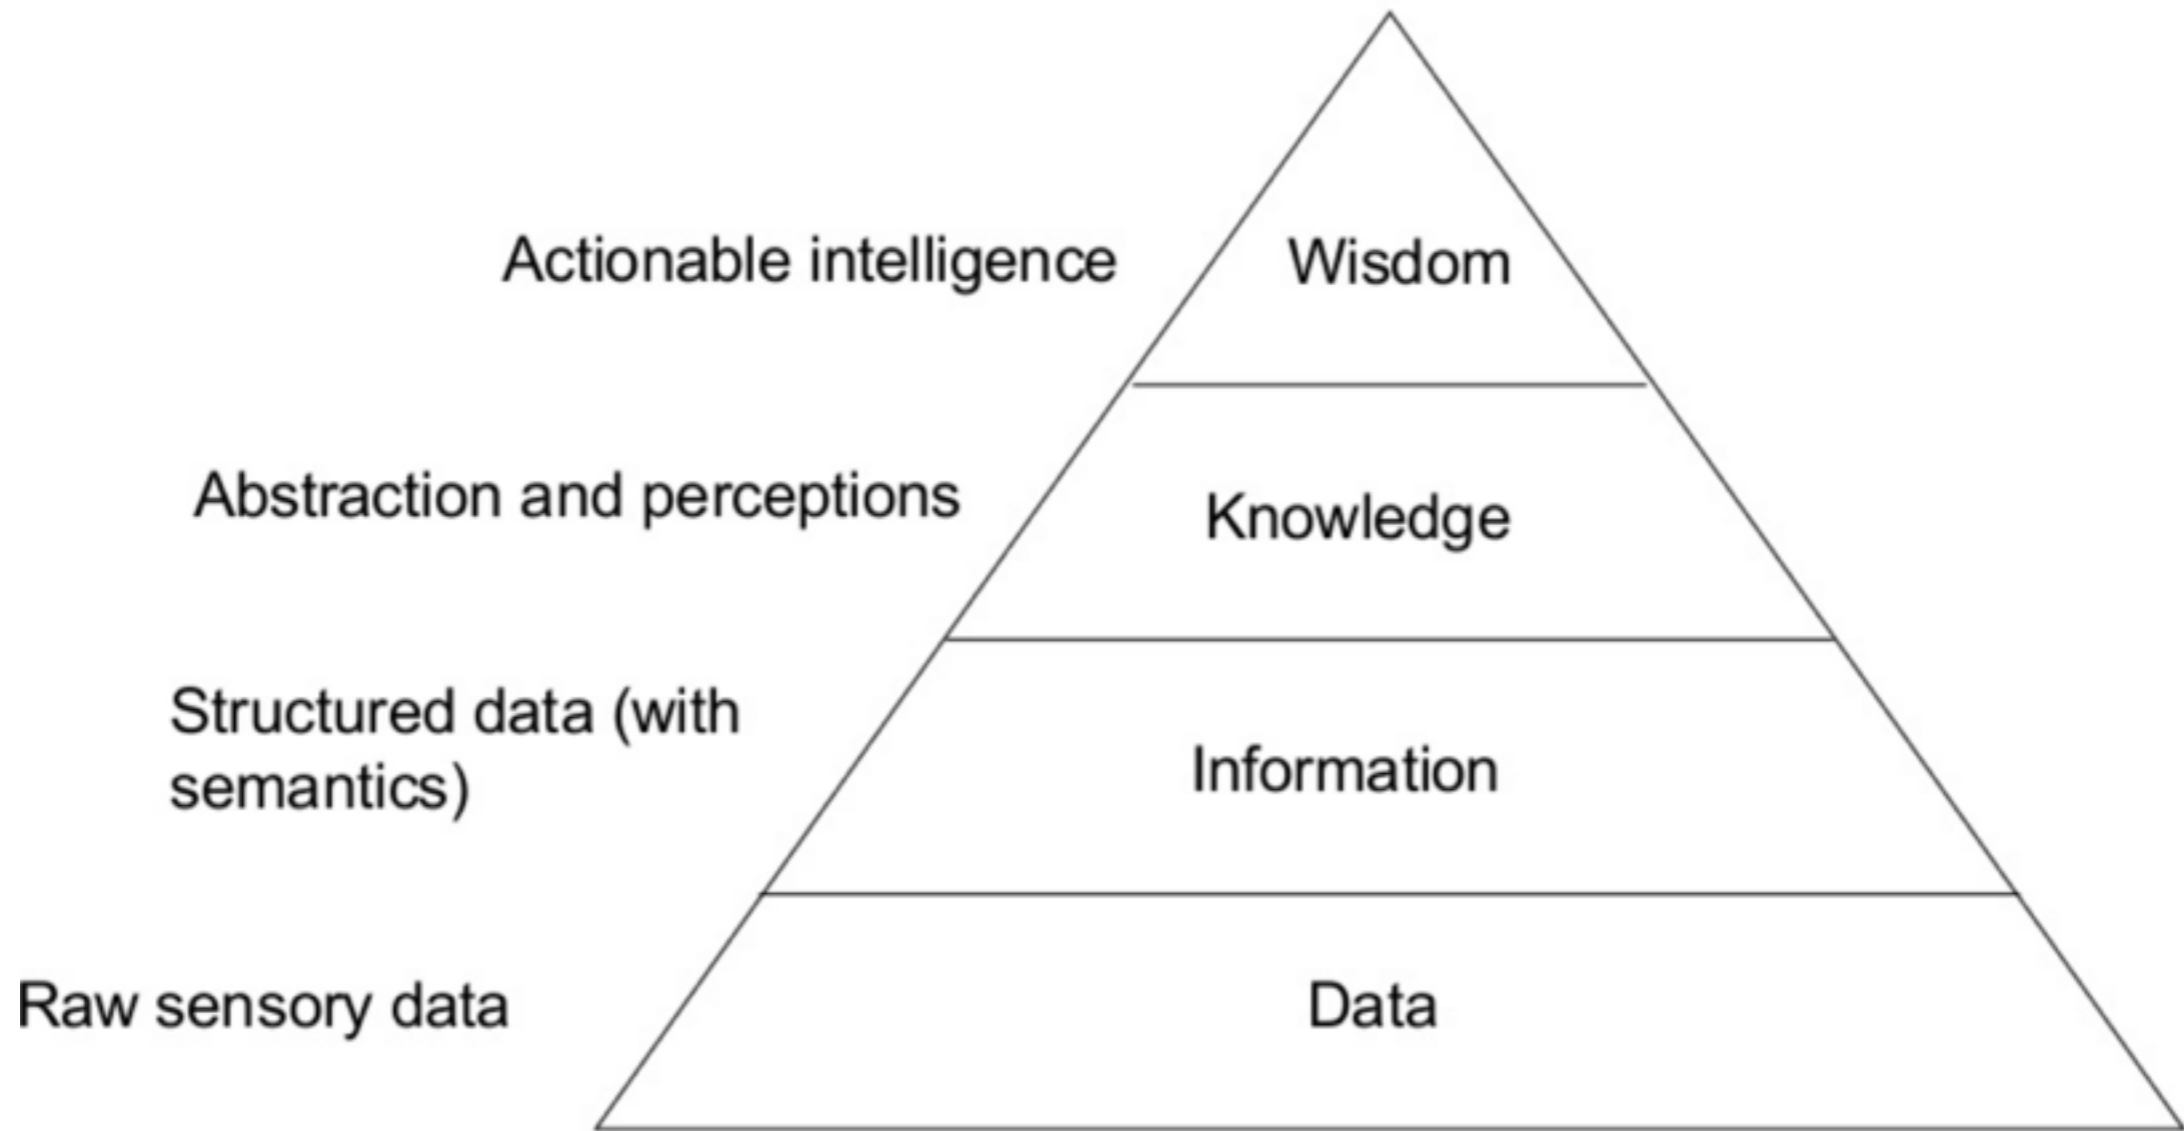 Actionable intelligence
Wisdom
Abstraction and perceptions
Knowledge
Structured data (with
semantics)
Information
Raw sensory data
Data